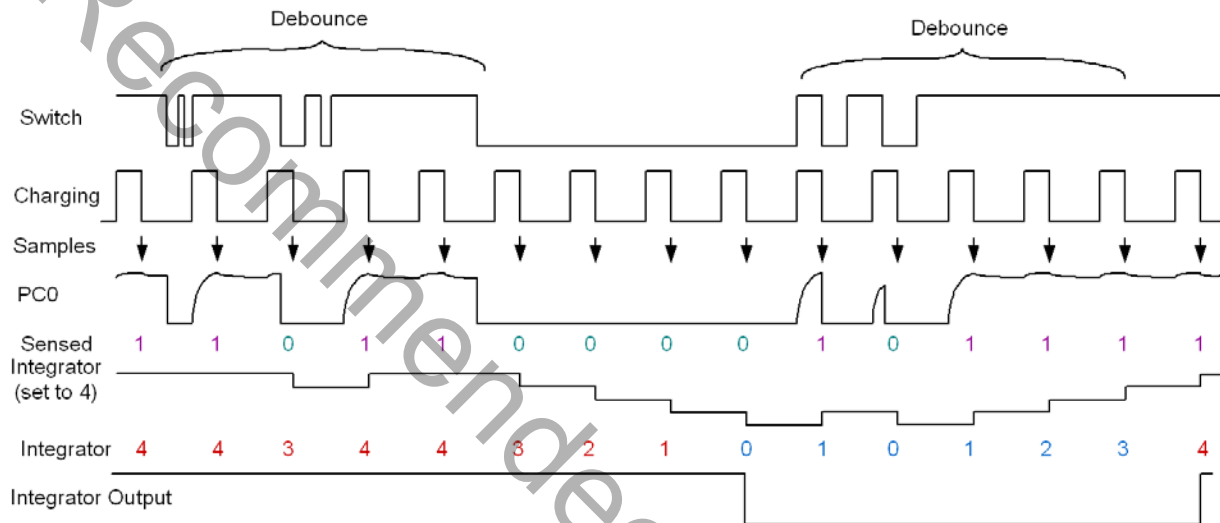 Debounce
Debounce
Switch
Charging
Samples
PC0
Sensed 1 1 0 1 1 0 0 0 0 1 0 1 1 1 1
Integrator
(set to 4)
Integrator 4 4 3 4 4 3 2 1 0 1 0 1 2 3 4
Integrator Output
Recommended